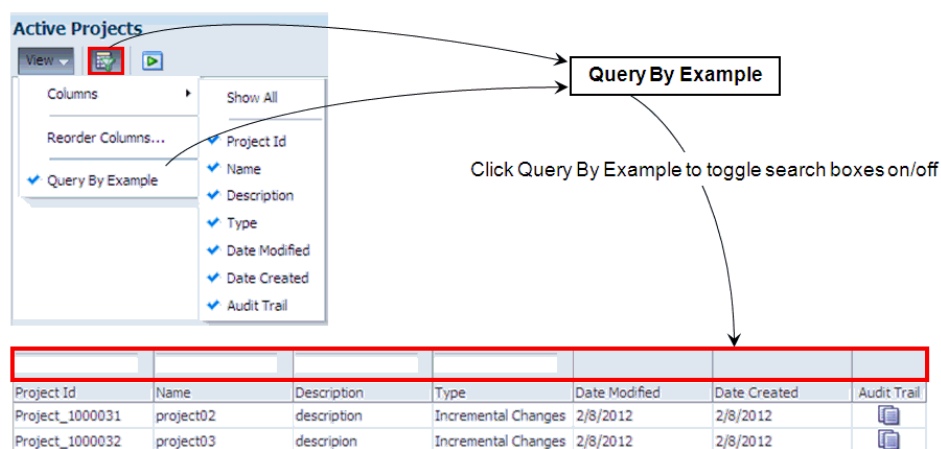 Active Projects
View
Columns
Reorder Columns...
Query By Example
Show All
Project Id
Name
Description
Type
Date Modified
Date Created
Audit Trail
Query By Example
Click Query By Example to toggle search boxes on/off
Project Id Name Description Type Date Modified Date Created Audit Trail
Project_1000031 project02 description Incremental Changes 2/8/2012 2/8/2012
Project_1000032 project03 descripion Incremental Changes 2/8/2012 2/8/2012